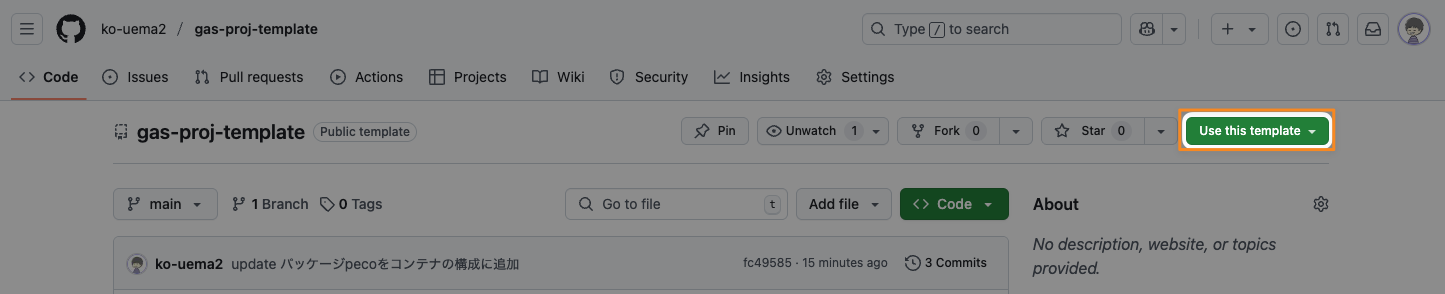 ko-uema2 / gas-proj-template Type / to search
Code Issues Pull requests Actions Projects Wiki Security Insights Settings
gas-proj-template Public template Pin Unwatch 1 Fork 0 Star 0 Use this template
main 1 Branch 0 Tags Go to file t Add file Code About
No description, website, or topics
provided.
ko-uema2 update パッケージpecoをコンテナの構成に追加 fc49585 · 15 minutes ago 3 Commits